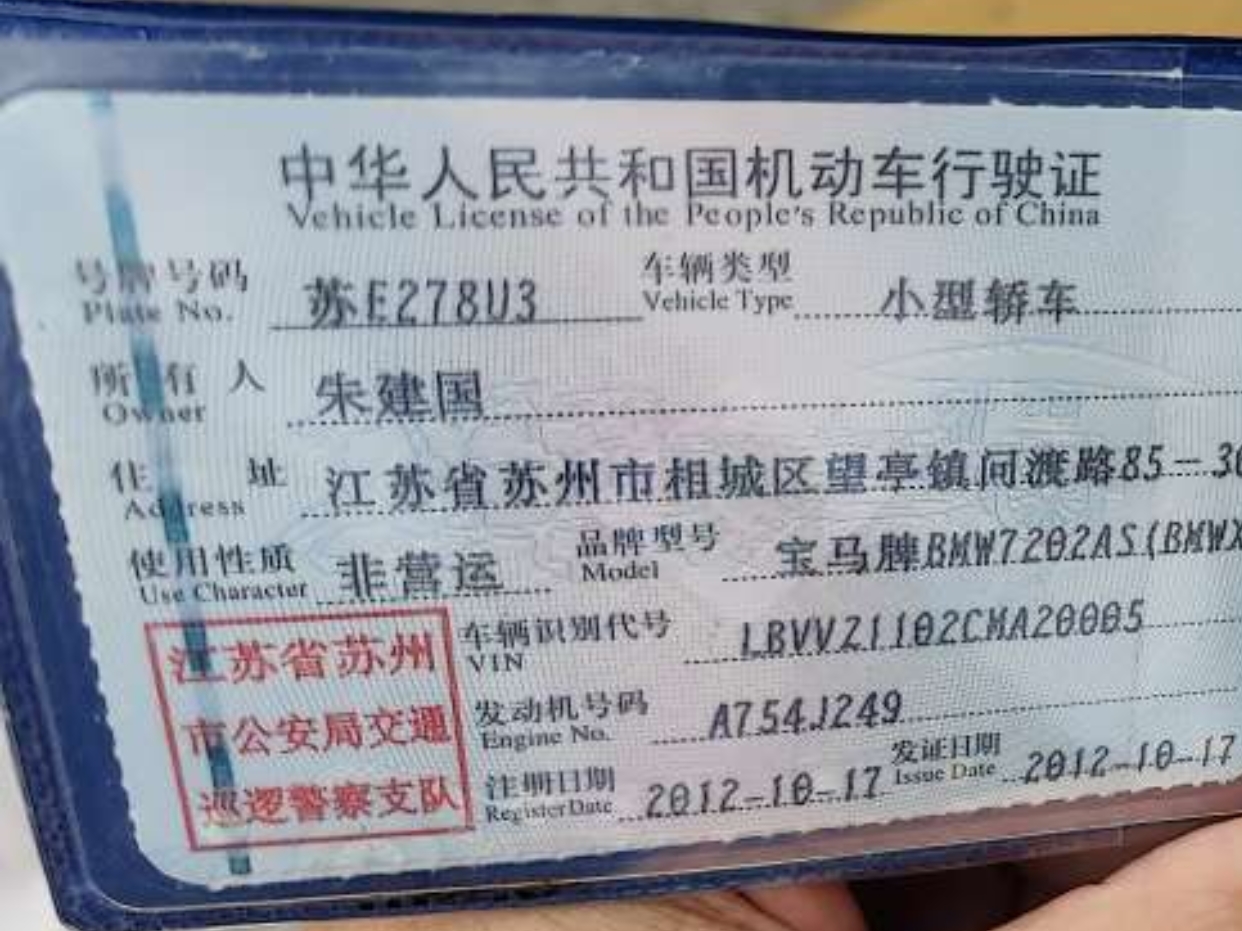 中华人民共和国机动车行驶证
Vehicle License of the People's Republic of China
号牌号码 苏E278U3 车辆类型 小型轿车
Plate No. Vehicle Type
所有人 朱建国
Owner
住址 江苏省苏州市相城区望亭镇问渡路85-30
Address
使用性质 非营运 品牌型号 宝马牌BMW7202AS(BMWX
Use Character Model
江苏省苏州 车辆识别代号 LBVVZ1102CMA20005
VIN
市公安局交通 发动机号码 A754J249
Engine No.
巡逻警察支队 注册日期 2012-10-17 发证日期 2012-10-17
Register Date Issue Date